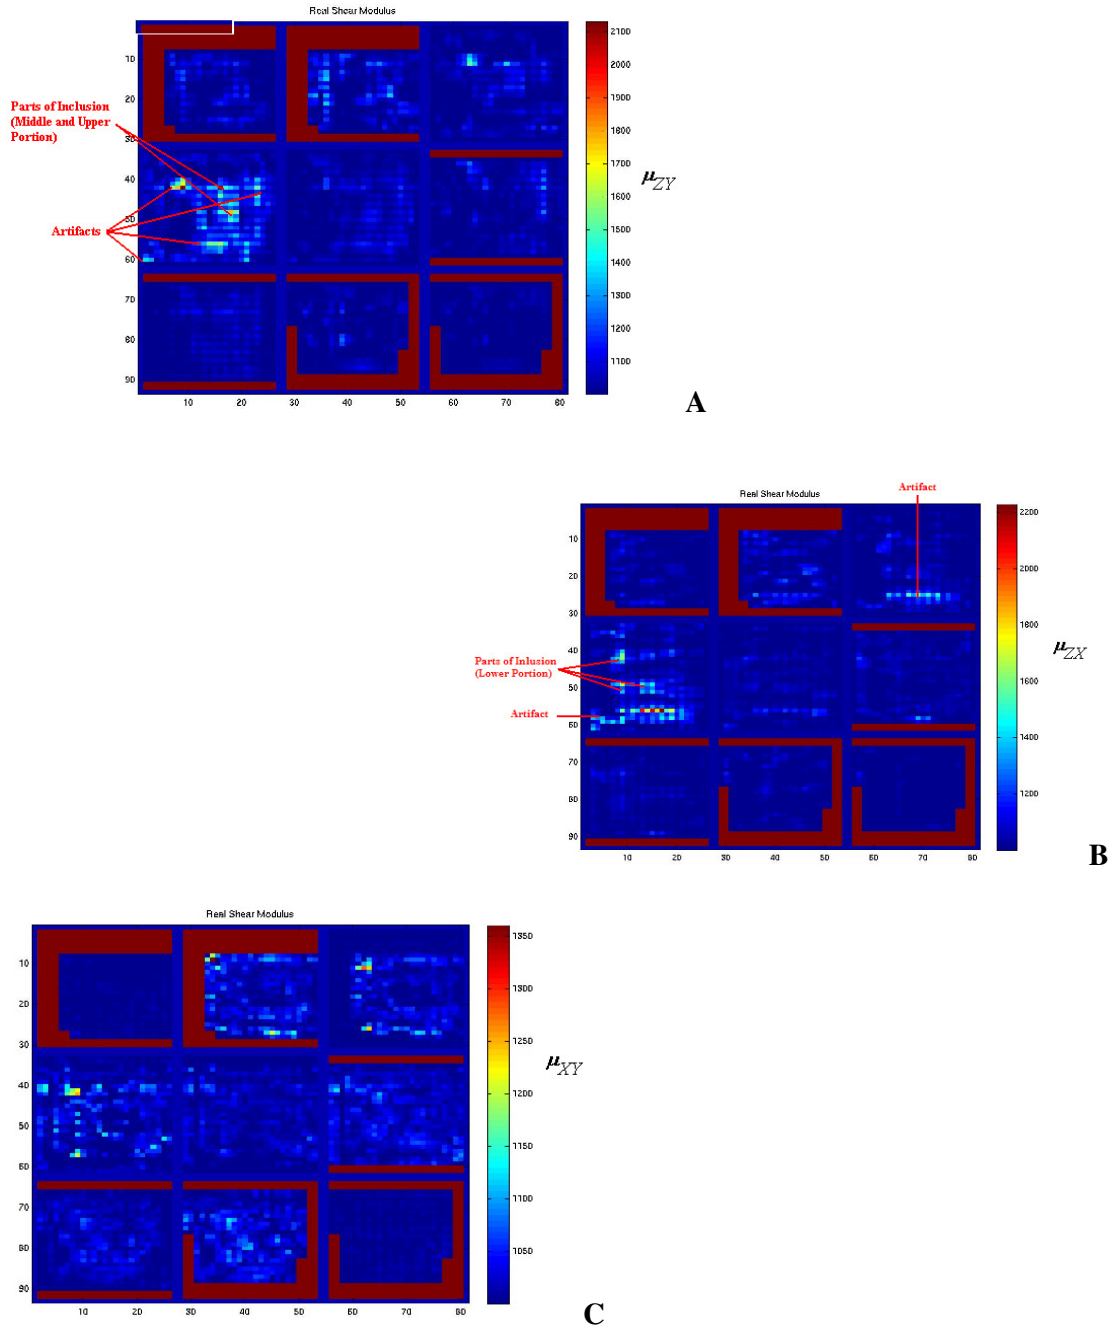 Real Shear Modulus
10
20
30
40
50
60
70
80
90
10 20 30 40 50 60 70 80
2100
2000
1900
1800
1700
1600
1500
1400
1300
1200
1100
Parts of Inclusion
(Middle and Upper
Portion)
Artifacts
μZY
A
Real Shear Modulus
Artifact
10
20
30
40
50
60
70
80
90
10 20 30 40 50 60 70 80
2200
2000
1800
1600
1400
1200
Parts of Inlusion
(Lower Portion)
Artifact
μZX
B
Real Shear Modulus
10
20
30
40
50
60
70
80
90
10 20 30 40 50 60 70 80
1350
1300
1250
1200
1150
1100
1050
μXY
C